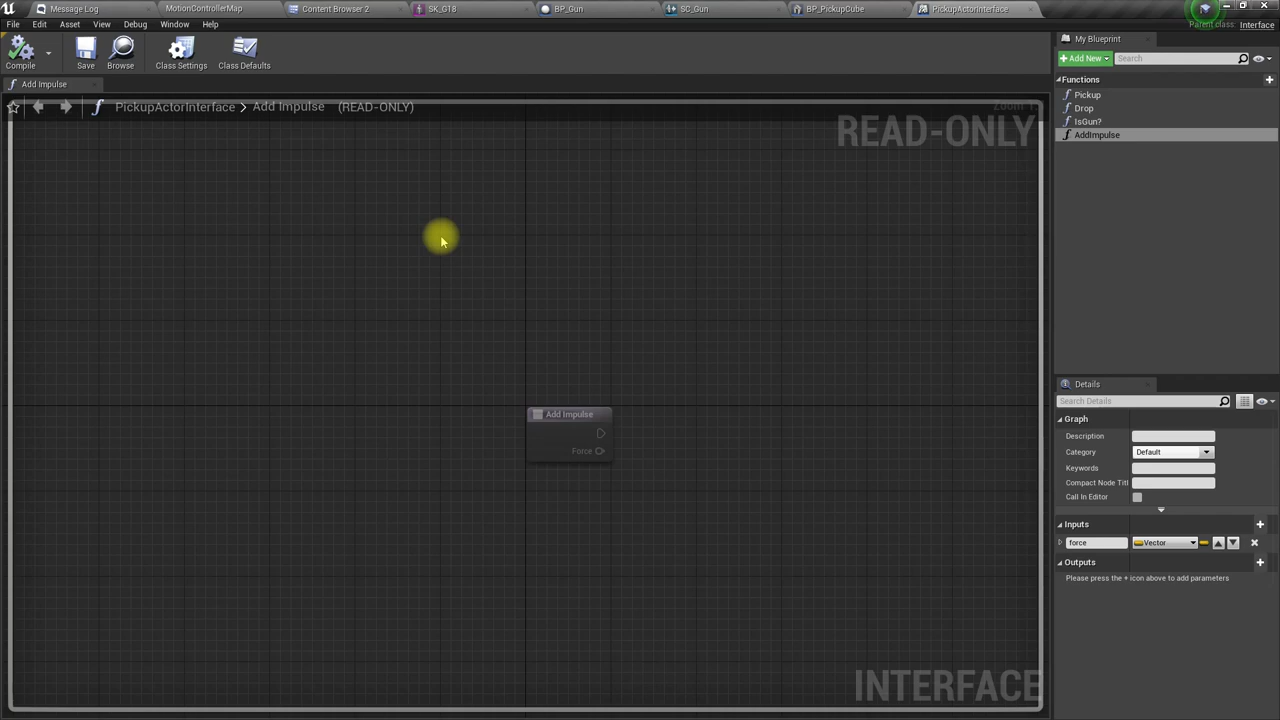 Message Log
MotionControllerMap
Content Browser 2
SK_G18
BP_Gun
SC_Gun
BP_PickupCube
PickupActorInterface
File Edit Asset View Debug Window Help
Parent class: Interface
Compile
Save
Browse
Class Settings
Class Defaults
My Blueprint
Add New
Search
Add Impulse
PickupActorInterface > Add Impulse (READ-ONLY)
READ-ONLY
Functions
Pickup
Drop
IsGun?
AddImpulse
Add Impulse
Force
Details
Search Details
Graph
Description
Category Default
Keywords
Compact Node Titl
Call In Editor
Inputs
force Vector
Outputs
Please press the + icon above to add parameters
INTERFACE